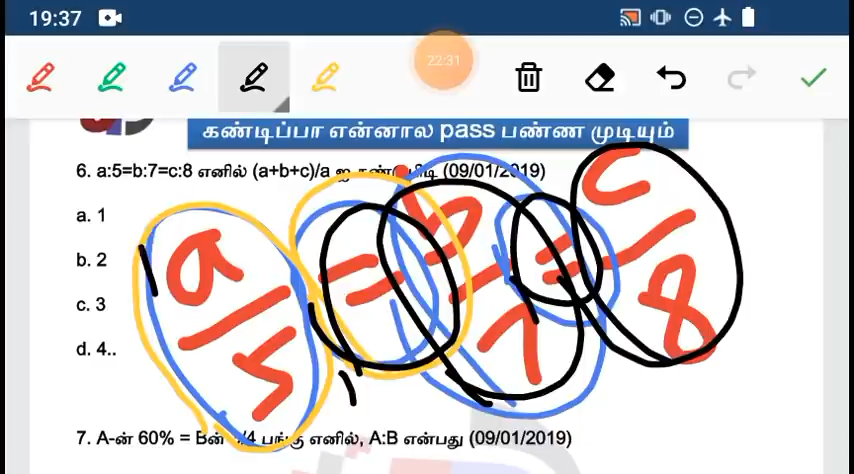 19:37
22:31
கண்டிப்பா என்னால pass பண்ண முடியும்
6. a:5=b:7=c:8 எனில் (a+b+c)/a ஐ (09/01/2019)
a/5 = b/7 = c/8
a. 1
b. 2
c. 3
d. 4..
7. A-ன் 60% = Bன் /4 பங்கு எனில், A:B என்பது (09/01/2019)